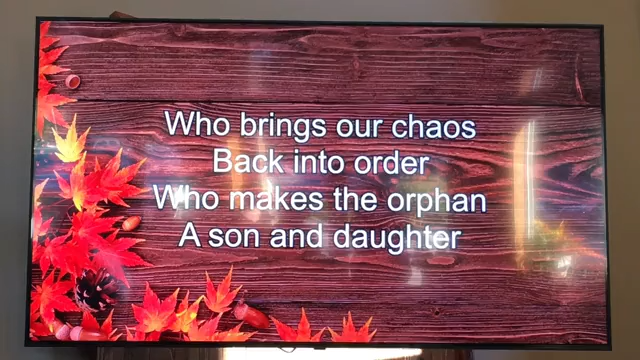 Who brings our chaos
Back into order
Who makes the orphan
A son and daughter